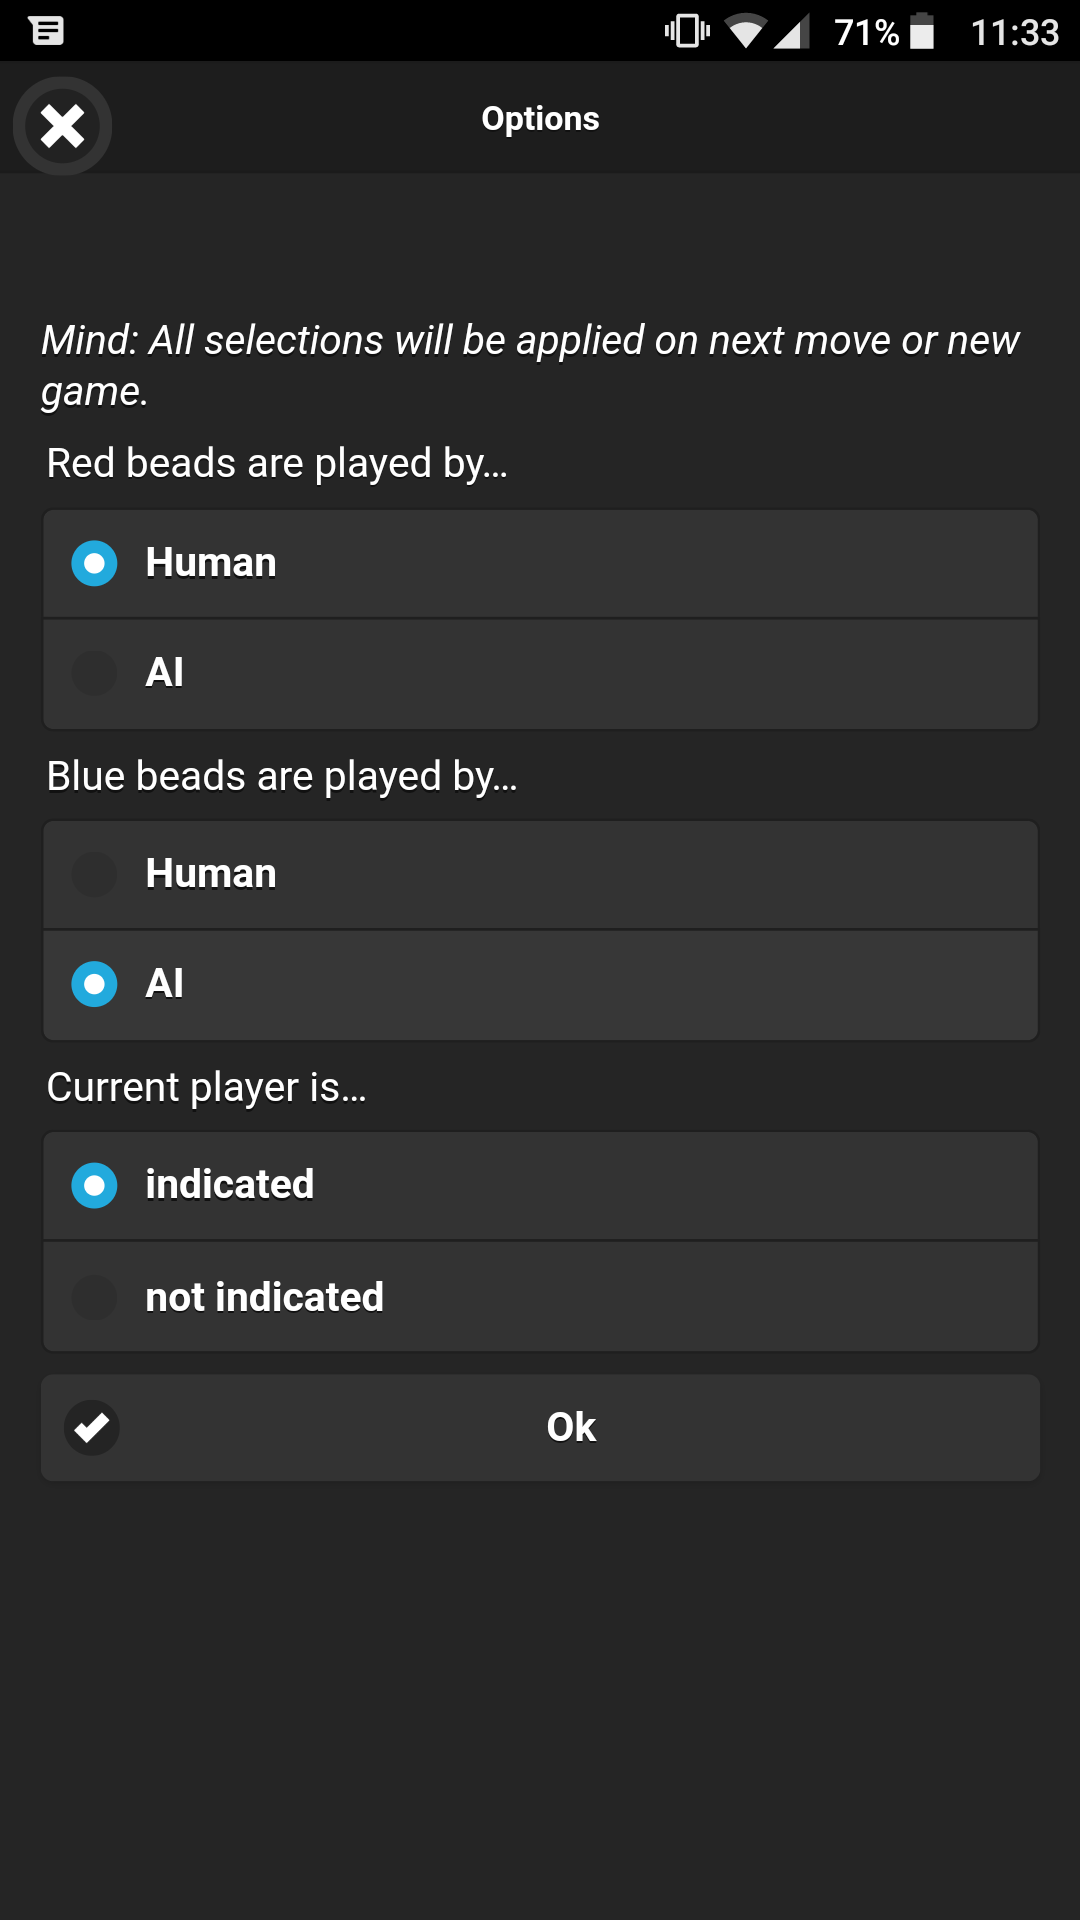 71% 11:33
Options
Mind: All selections will be applied on next move or new
game.
Red beads are played by...
Human
AI
Blue beads are played by...
Human
AI
Current player is...
indicated
not indicated
Ok